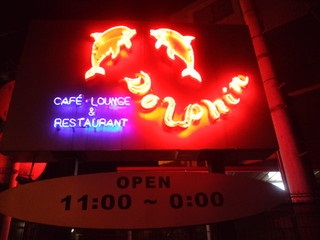 Dolphin
CAFÉ • LOUNGE
&
RESTAURANT
OPEN
11:00 ~ 0:00